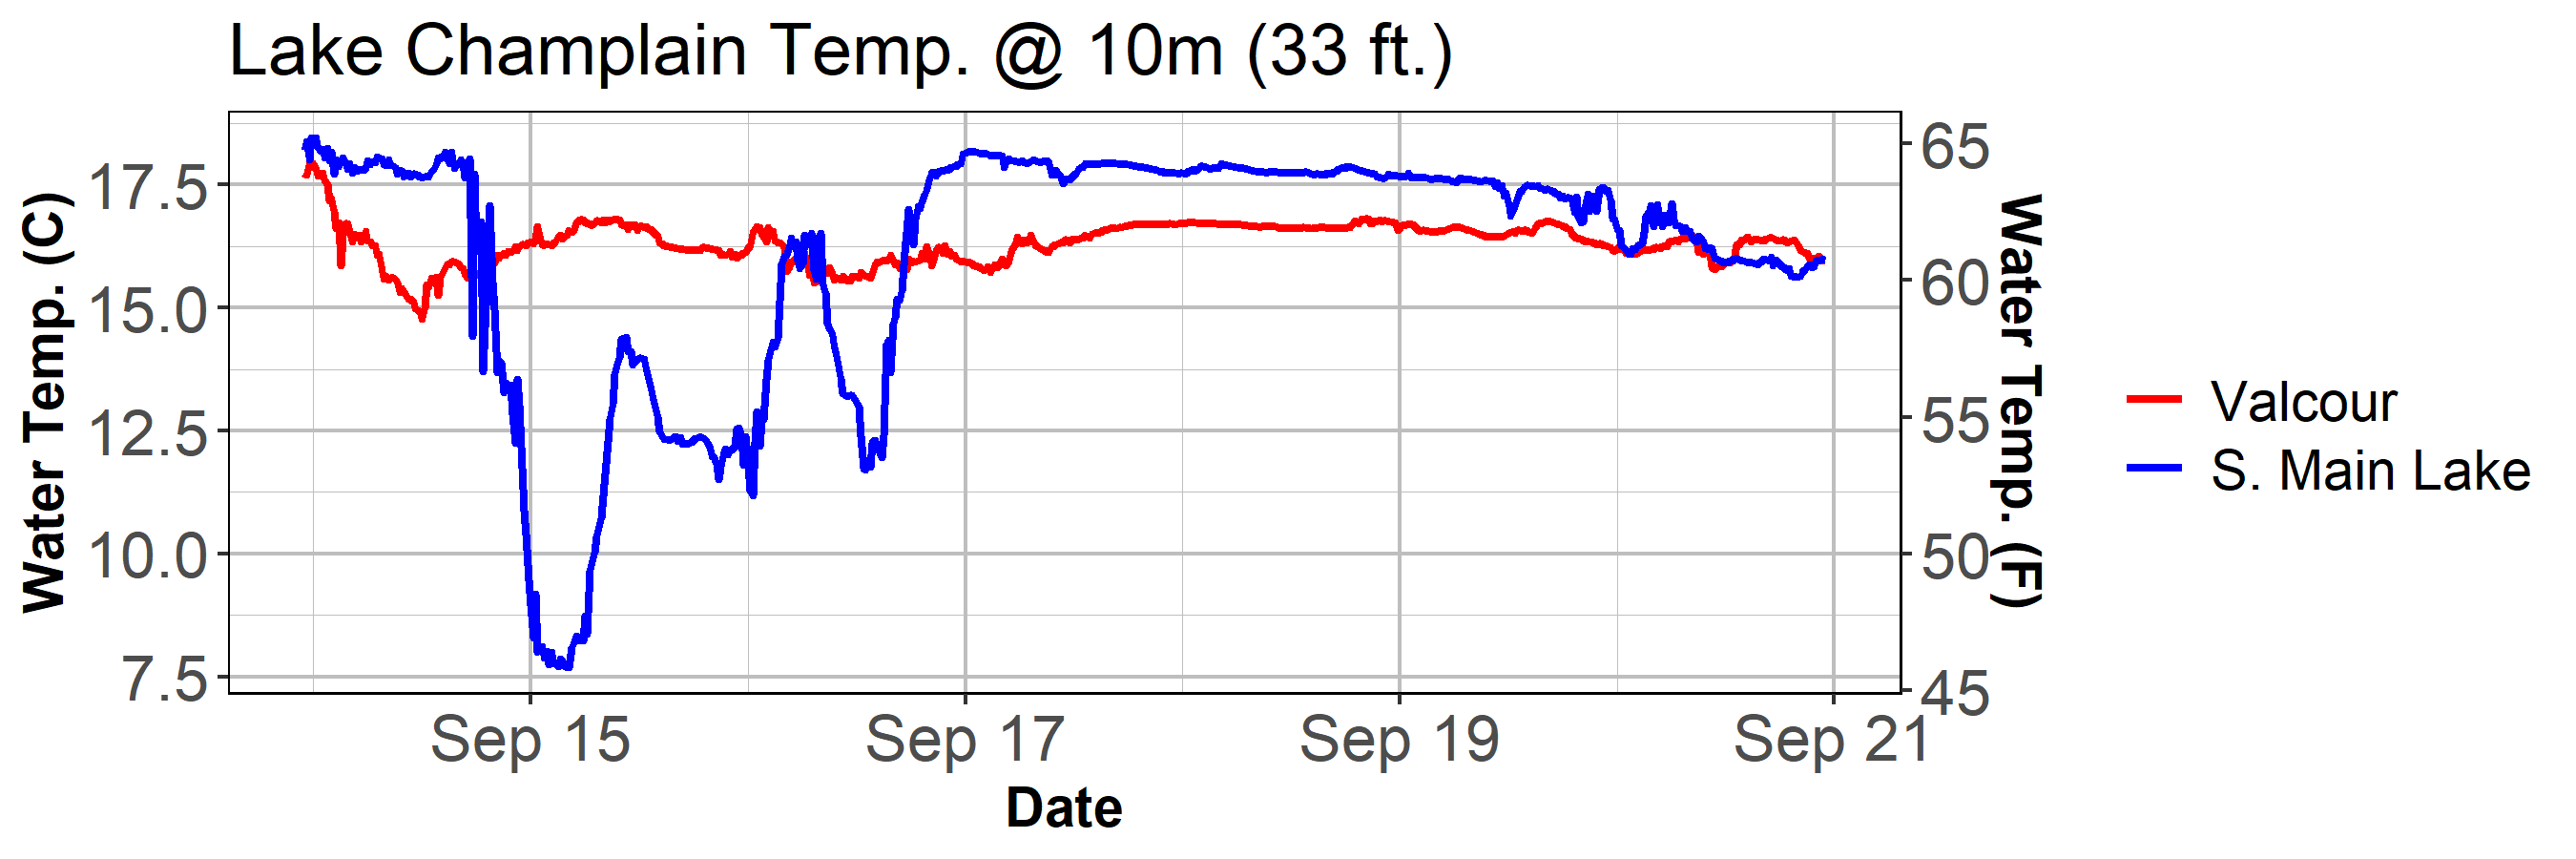 Lake Champlain Temp. @ 10m (33 ft.)
Water Temp. (C)
17.5
15.0
12.5
10.0
7.5
65
60
55
50
45
Water Temp. (F)
Sep 15 Sep 17 Sep 19 Sep 21
Date
Valcour
S. Main Lake